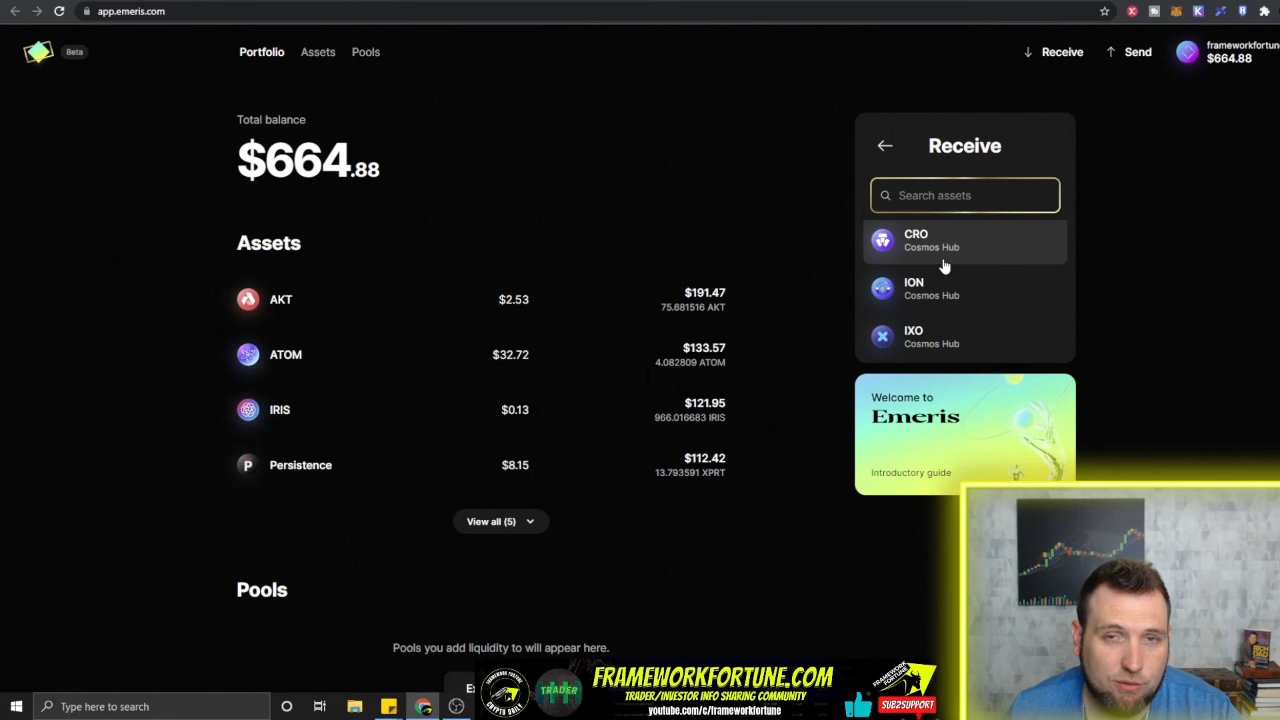 app.emeris.com
Beta
Portfolio
Assets
Pools
Receive
Send
frameworkfortune
$664.88
Total balance
$664.88
Assets
AKT
$2.53
$191.47
75.681516 AKT
ATOM
$32.72
$133.57
4.082809 ATOM
IRIS
$0.13
$121.95
966.016683 IRIS
Persistence
$8.15
$112.42
13.793591 XPRT
View all (5)
Pools
Pools you add liquidity to will appear here.
Receive
Search assets
CRO
Cosmos Hub
ION
Cosmos Hub
IXO
Cosmos Hub
Welcome to
Emeris
Introductory guide
TRADER
FRAMEWORKFORTUNE.COM
TRADER/INVESTOR INFO SHARING COMMUNITY
youtube.com/c/frameworkfortune
SUB2SUPPORT
Type here to search